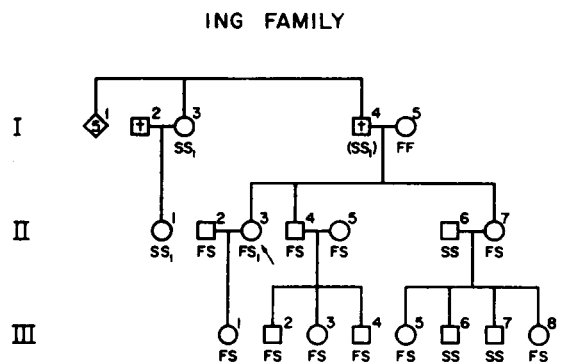 ING FAMILY
I
5 1 † 2 3 † 4 5
SS₁ (SS₁) FF
II
1 2 3 4 5 6 7
SS₁ FS FS₁ FS FS SS FS
III
1 2 3 4 5 6 7 8
FS FS FS FS FS SS SS FS